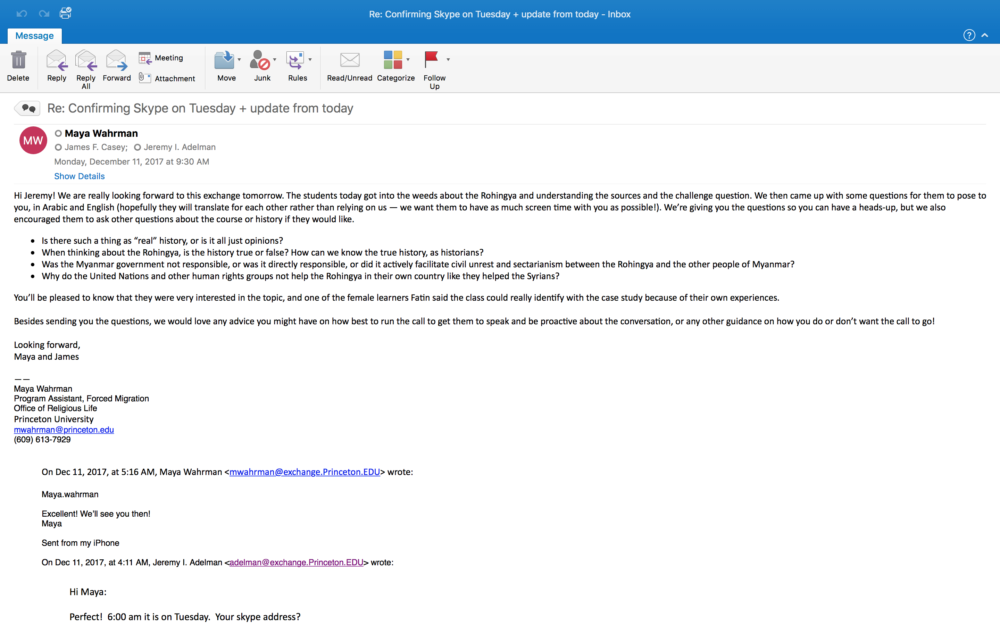 Re: Confirming Skype on Tuesday + update from today - Inbox
Message
?
Delete
Reply
Reply All
Forward
Meeting
Attachment
Move
Junk
Rules
Read/Unread
Categorize
Follow Up
Re: Confirming Skype on Tuesday + update from today
MW
Maya Wahrman
James F. Casey; Jeremy I. Adelman
Monday, December 11, 2017 at 9:30 AM
Show Details
Hi Jeremy! We are really looking forward to this exchange tomorrow. The students today got into the weeds about the Rohingya and understanding the sources and the challenge question. We then came up with some questions for them to pose to
you, in Arabic and English (hopefully they will translate for each other rather than relying on us — we want them to have as much screen time with you as possible!). We’re giving you the questions so you can have a heads-up, but we also
encouraged them to ask other questions about the course or history if they would like.
• Is there such a thing as “real” history, or is it all just opinions?
• When thinking about the Rohingya, is the history true or false? How can we know the true history, as historians?
• Was the Myanmar government not responsible, or was it directly responsible, or did it actively facilitate civil unrest and sectarianism between the Rohingya and the other people of Myanmar?
• Why do the United Nations and other human rights groups not help the Rohingya in their own country like they helped the Syrians?
You’ll be pleased to know that they were very interested in the topic, and one of the female learners Fatin said the class could really identify with the case study because of their own experiences.
Besides sending you the questions, we would love any advice you might have on how best to run the call to get them to speak and be proactive about the conversation, or any other guidance on how you do or don’t want the call to go!
Looking forward,
Maya and James
— —
Maya Wahrman
Program Assistant, Forced Migration
Office of Religious Life
Princeton University
mwahrman@princeton.edu
(609) 613-7929
On Dec 11, 2017, at 5:16 AM, Maya Wahrman <mwahrman@exchange.Princeton.EDU> wrote:
Maya.wahrman
Excellent! We’ll see you then!
Maya
Sent from my iPhone
On Dec 11, 2017, at 4:11 AM, Jeremy I. Adelman <adelman@exchange.Princeton.EDU> wrote:
Hi Maya:
Perfect!  6:00 am it is on Tuesday.  Your skype address?